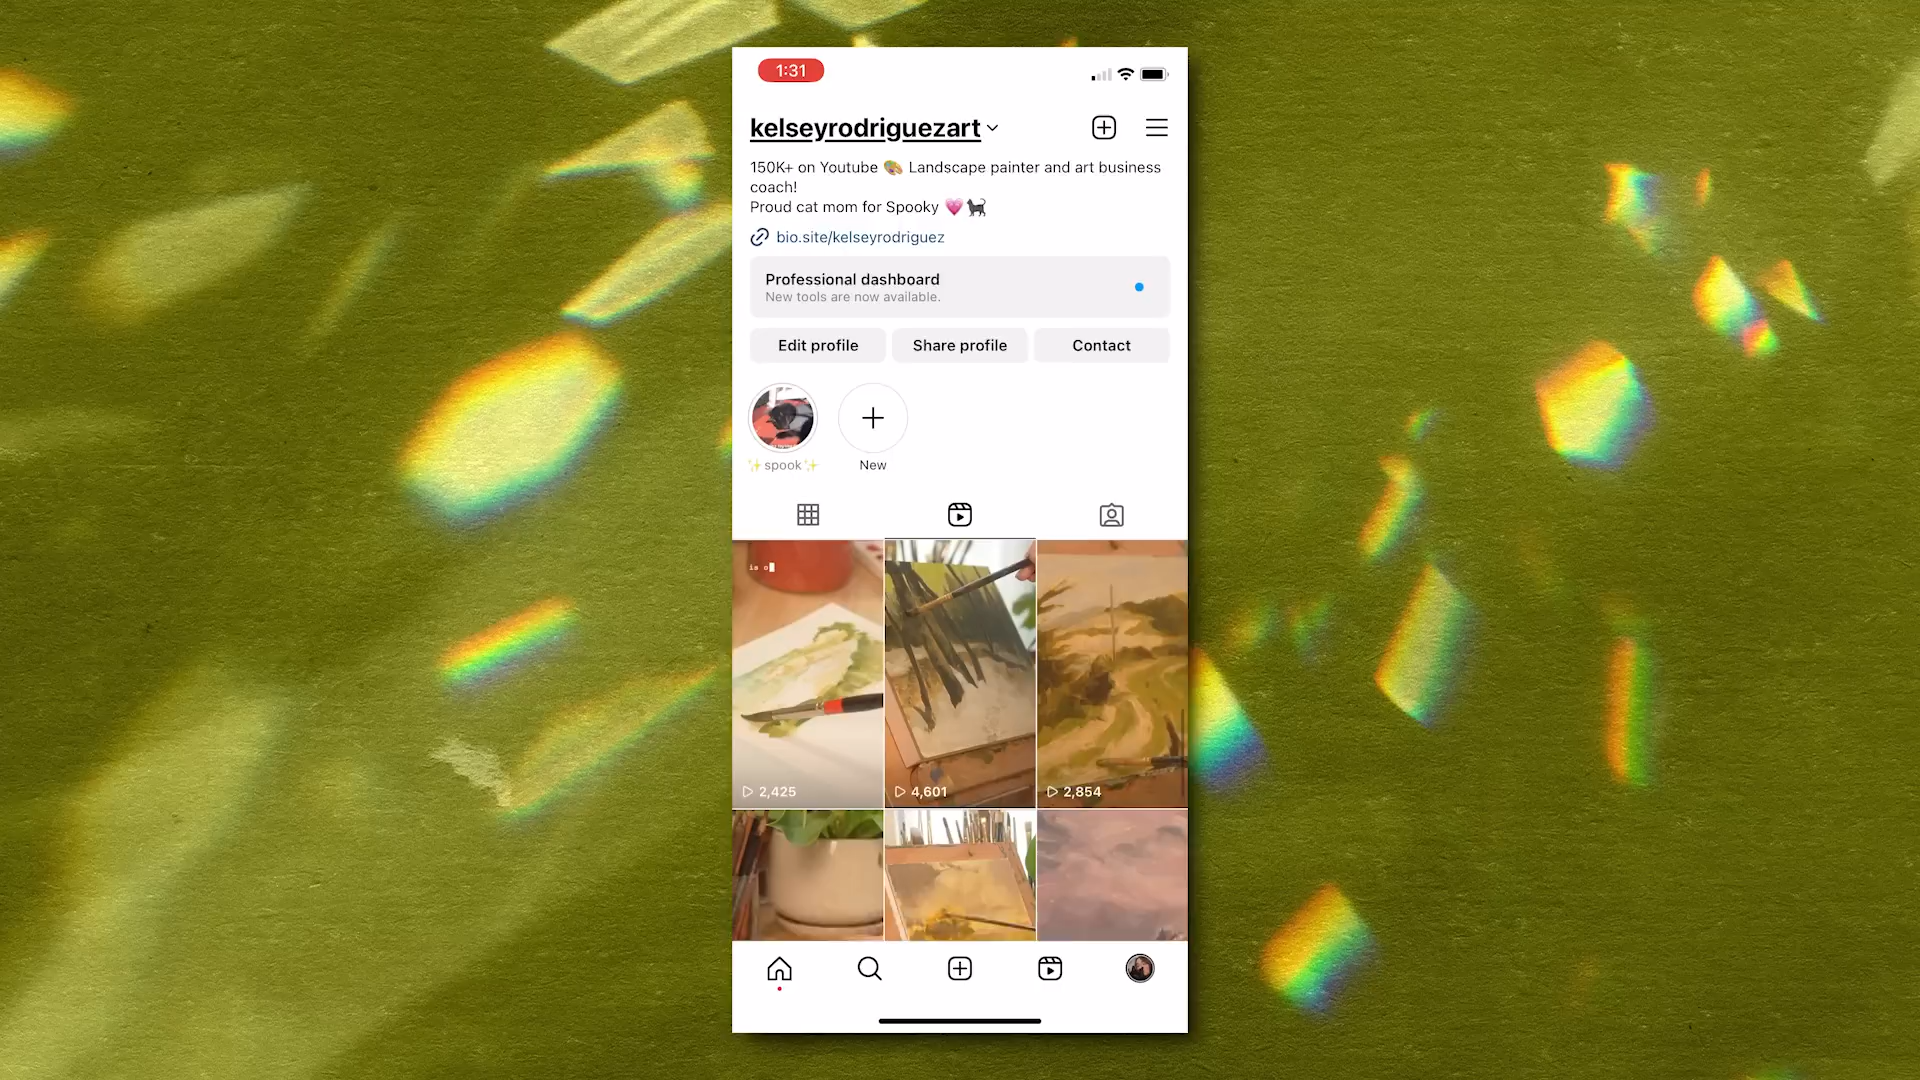 1:31
kelseyrodriguezart
150K+ on Youtube 🎨 Landscape painter and art business
coach!
Proud cat mom for Spooky 💗🐈‍⬛
bio.site/kelseyrodriguez
Professional dashboard
New tools are now available.
Edit profile
Share profile
Contact
✨spook✨
New
is o
2,425
4,601
2,854